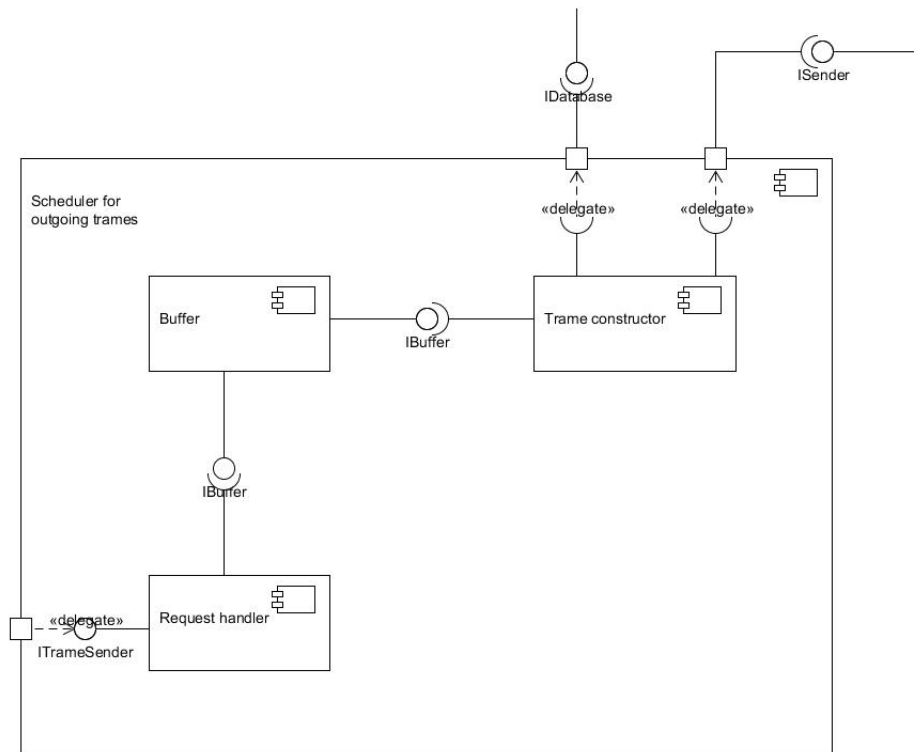 IDatabase
ISender
Scheduler for
outgoing trames
«delegate»
«delegate»
Buffer
Trame constructor
IBuffer
IBuffer
Request handler
«delegate»
ITrameSender